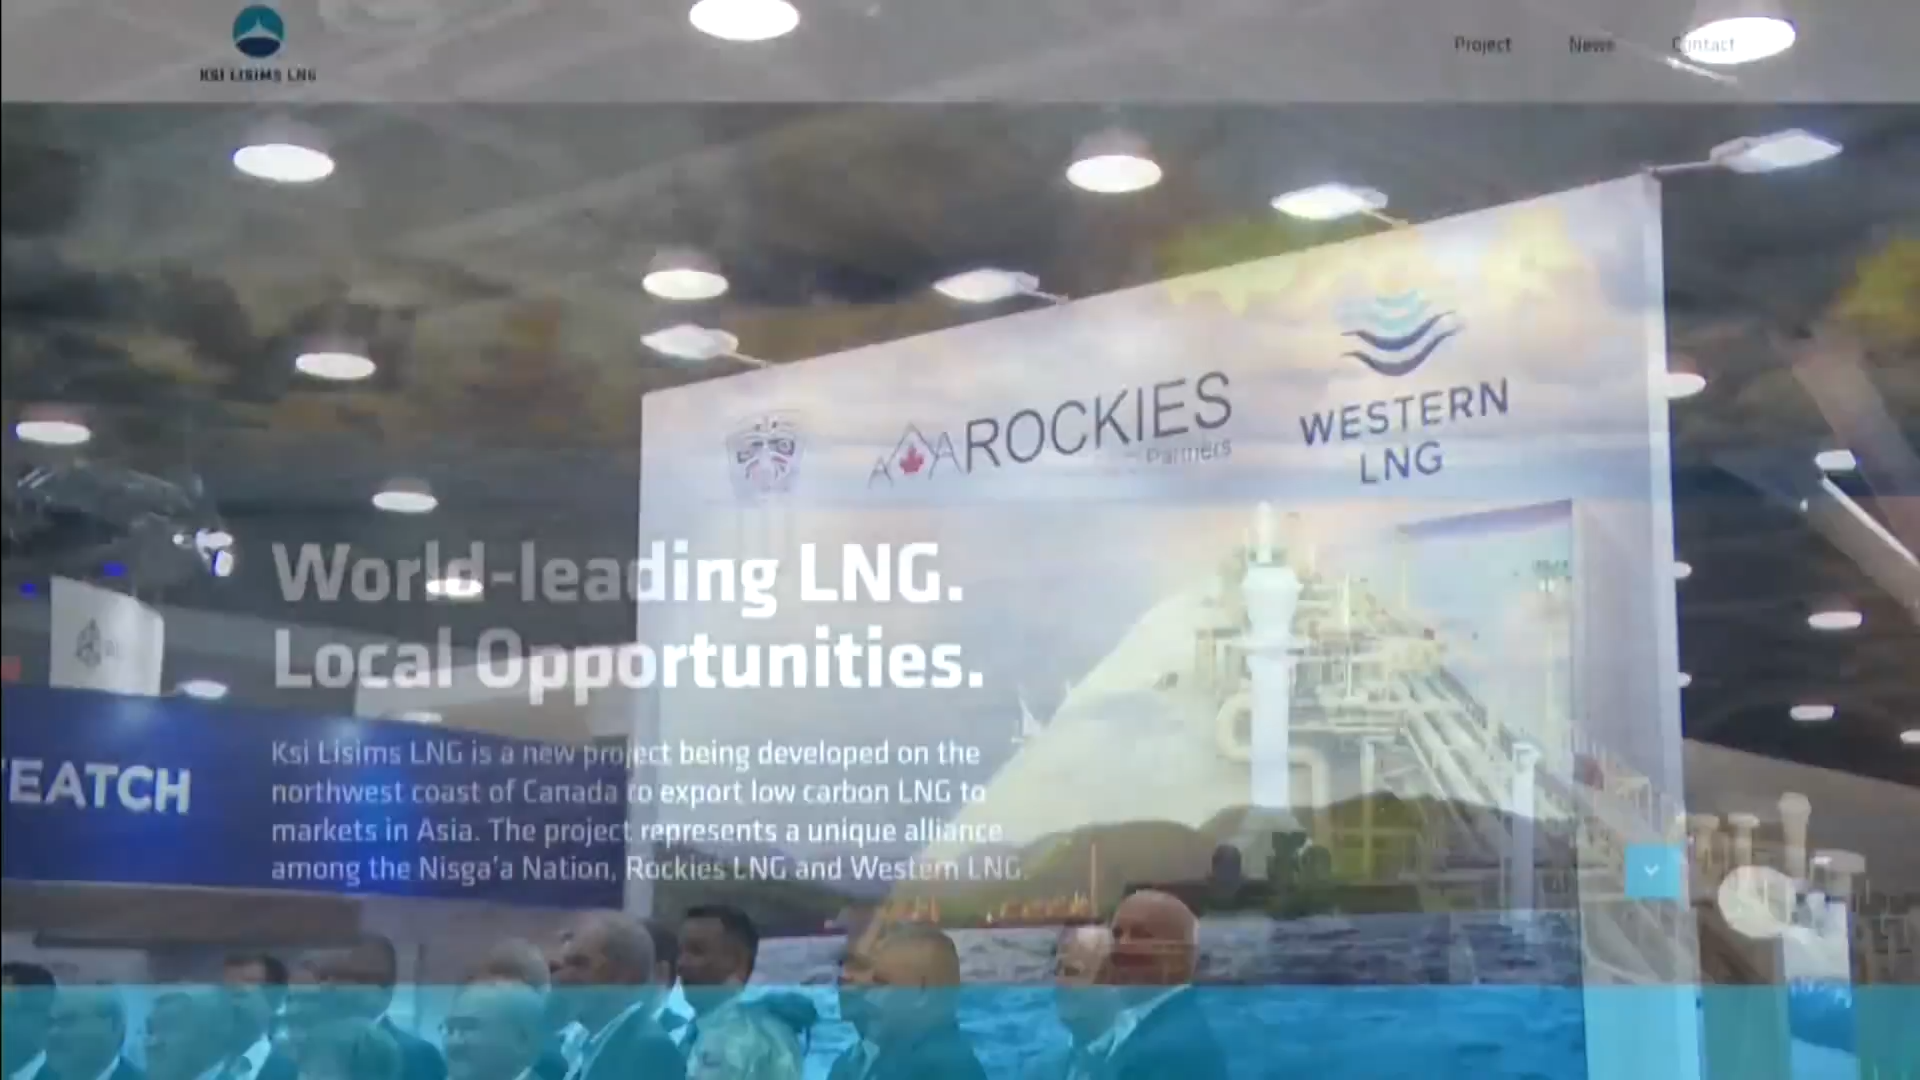 KSI LISIMS LNG
Project
News
Contact
ROCKIES
Partners
WESTERN
LNG
World-leading LNG.
Local Opportunities.
EATCH
Ksi Lisims LNG is a new project being developed on the
northwest coast of Canada to export low carbon LNG to
markets in Asia. The project represents a unique alliance
among the Nisga'a Nation, Rockies LNG and Western LNG.